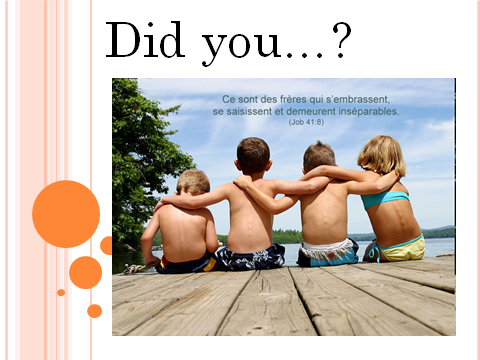 Did you...?
Ce sont des frères qui s'embrassent,
se saisissent et demeurent inséparables.
(Job 41:8)